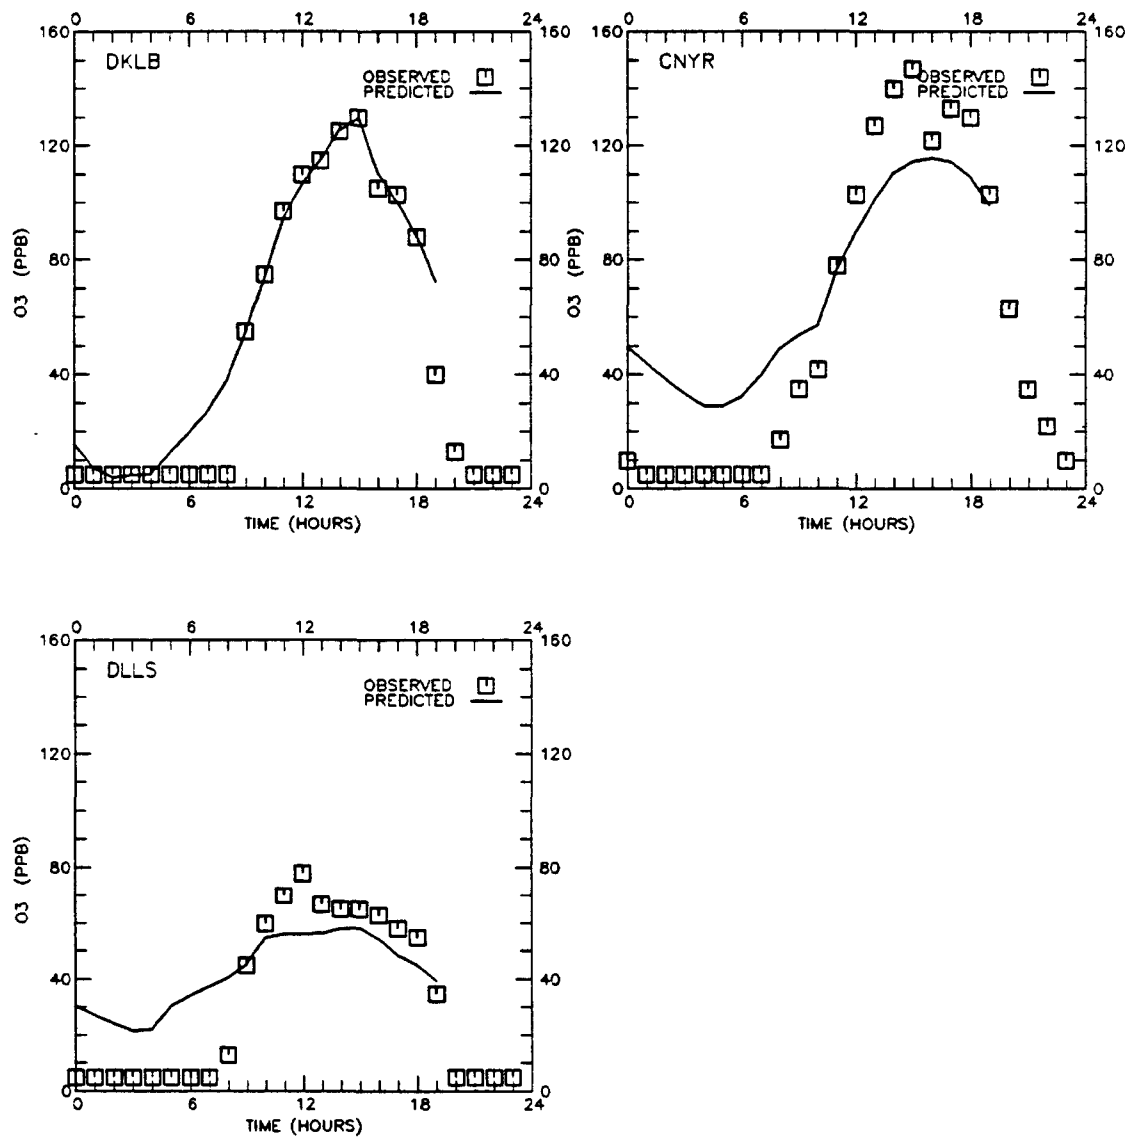 0 6 12 18 24
160 160
DKLB
OBSERVED
PREDICTED
120 120
80 80
40 40
0 0
O3 (PPB)
0 6 12 18 24
TIME (HOURS)
0 6 12 18 24
160 160
CNYR
OBSERVED
PREDICTED
120 120
80 80
40 40
0 0
O3 (PPB)
0 6 12 18 24
TIME (HOURS)
0 6 12 18 24
160 160
DLLS
OBSERVED
PREDICTED
120 120
80 80
40 40
0 0
O3 (PPB)
0 6 12 18 24
TIME (HOURS)